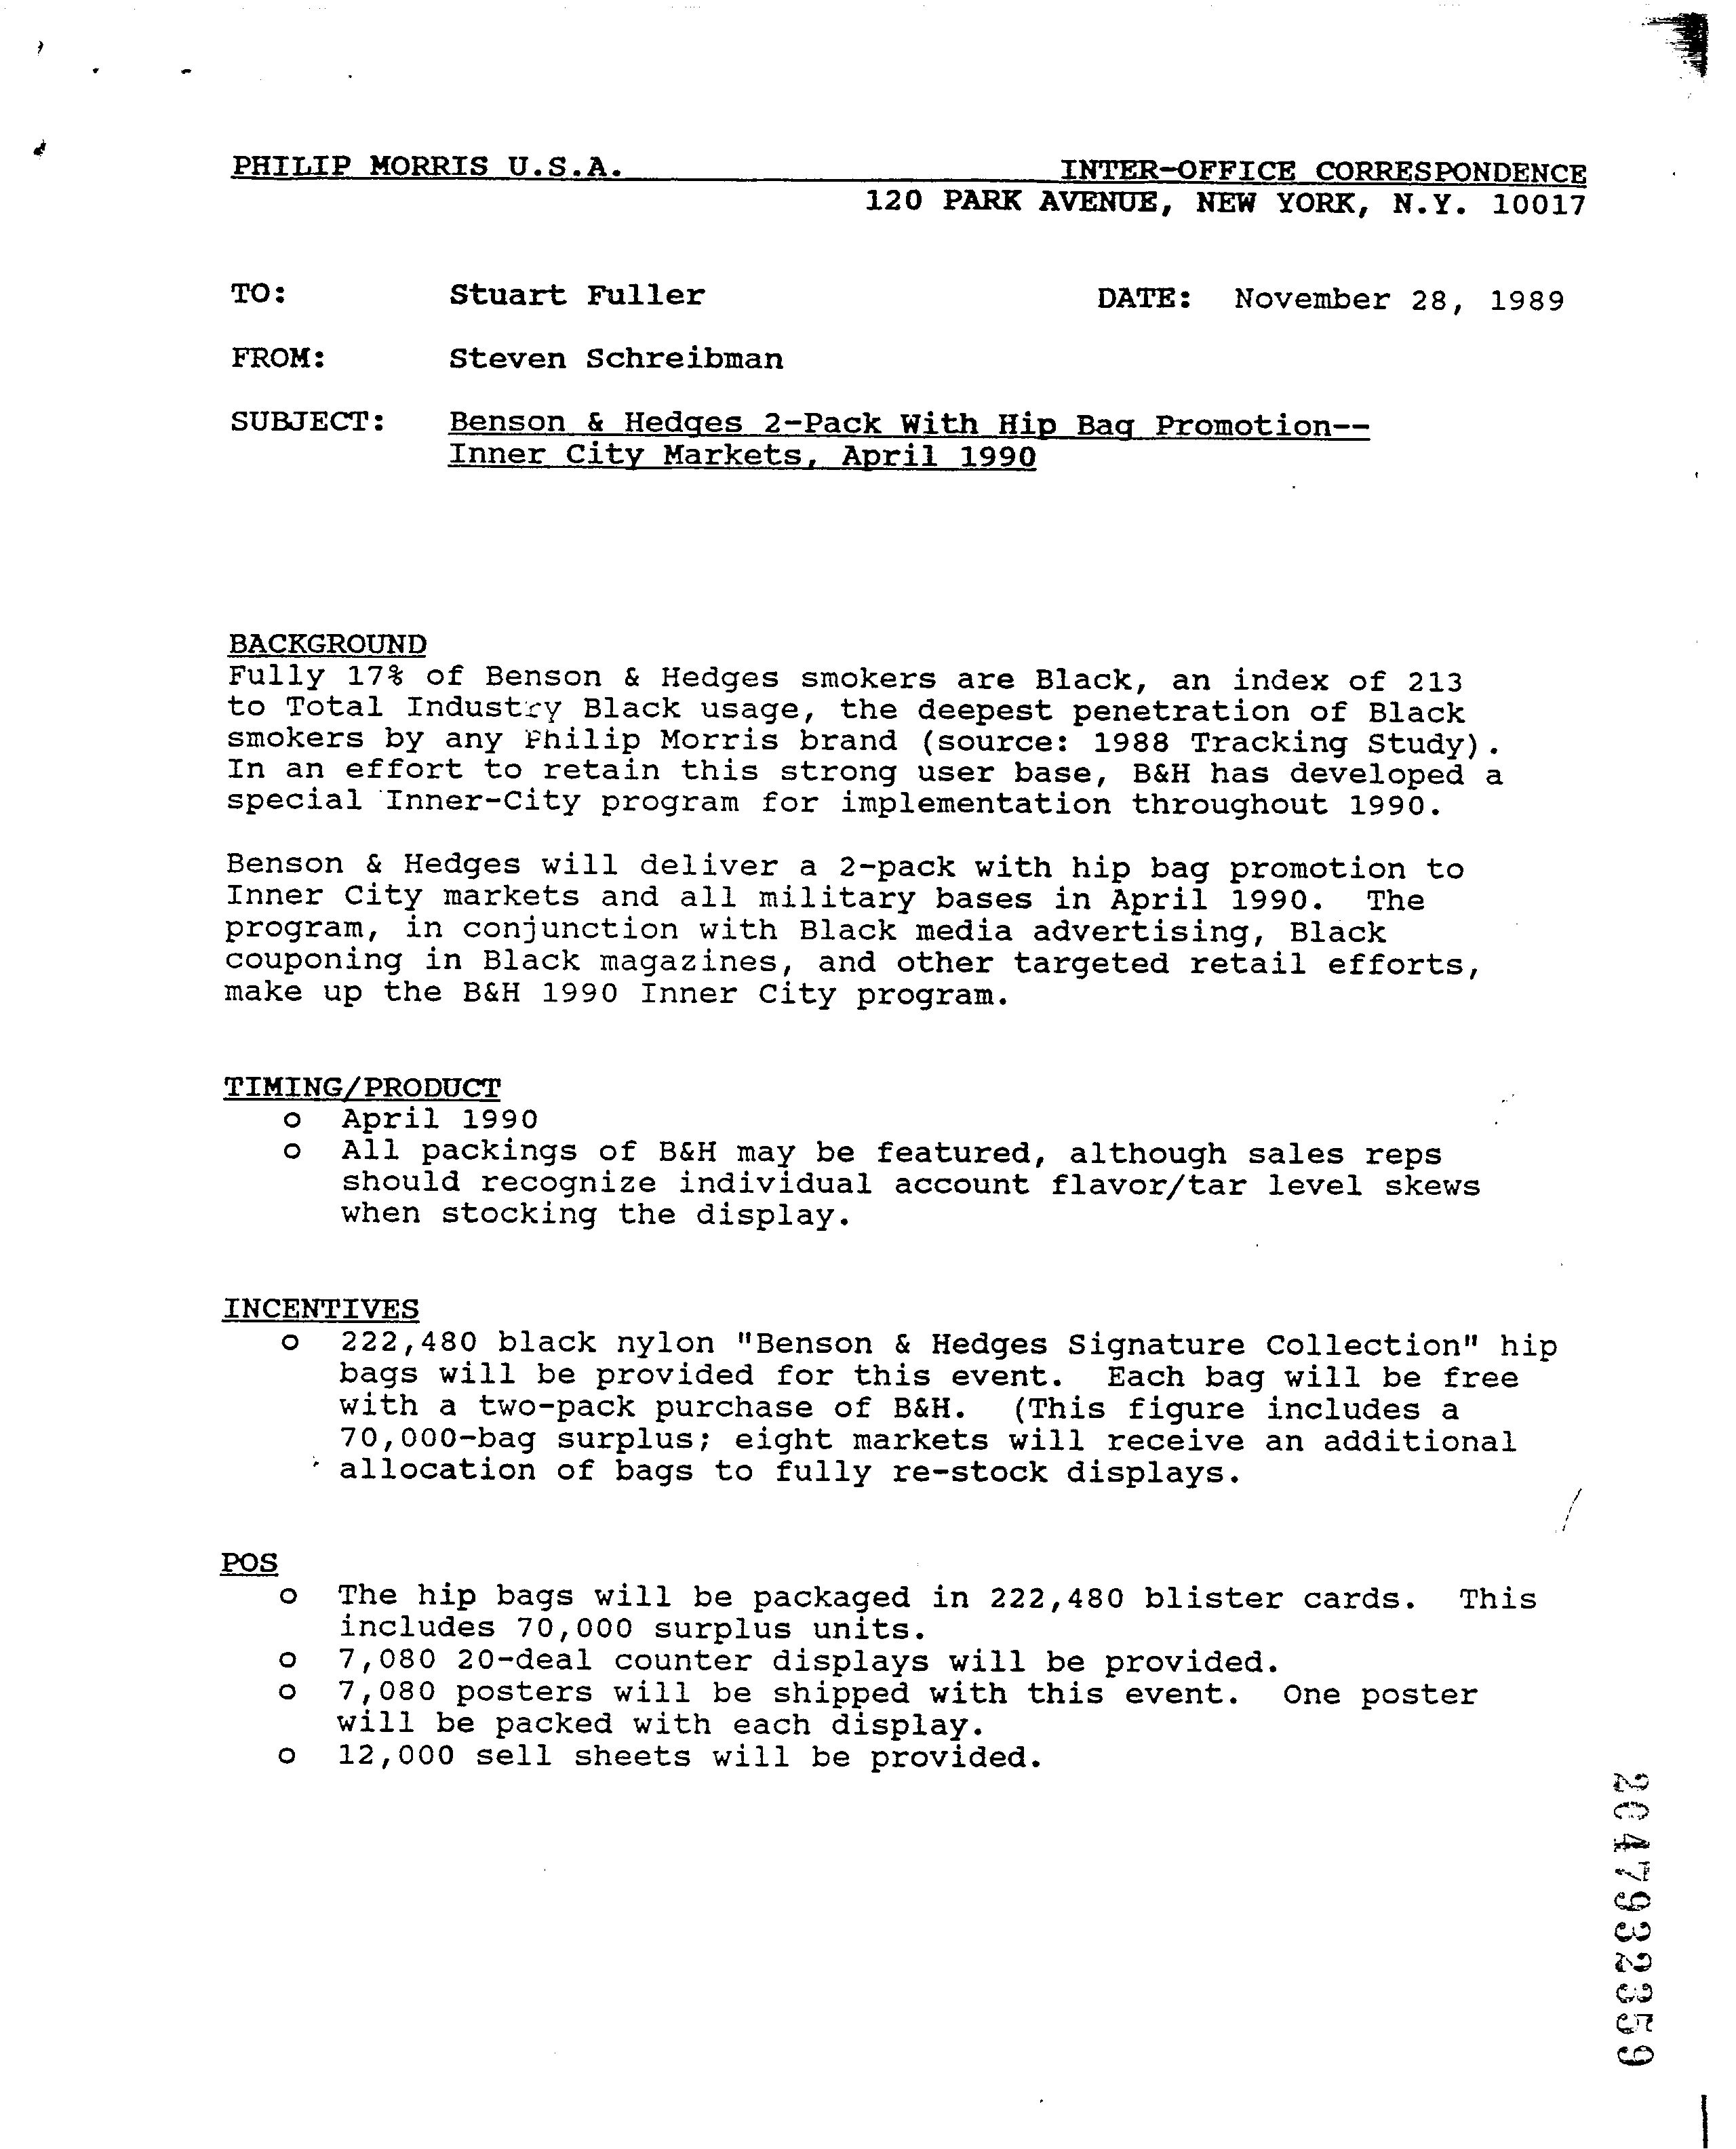 PHILIP MORRIS U.S.A. INTER-OFFICE CORRESPONDENCE
120 PARK AVENUE, NEW YORK, N.Y. 10017
TO: Stuart Fuller DATE: November 28, 1989
FROM: Steven Schreibman
SUBJECT: Benson & Hedges 2-Pack With Hip Bag Promotion--
Inner City Markets, April 1990
BACKGROUND
Fully 17% of Benson & Hedges smokers are Black, an index of 213
to Total Industry Black usage, the deepest penetration of Black
smokers by any Philip Morris brand (source: 1988 Tracking Study).
In an effort to retain this strong user base, B&H has developed a
special Inner-City program for implementation throughout 1990.
Benson & Hedges will deliver a 2-pack with hip bag promotion to
Inner City markets and all military bases in April 1990. The
program, in conjunction with Black media advertising, Black
couponing in Black magazines, and other targeted retail efforts,
make up the B&H 1990 Inner City program.
TIMING/PRODUCT
o April 1990
o All packings of B&H may be featured, although sales reps
should recognize individual account flavor/tar level skews
when stocking the display.
INCENTIVES
o 222,480 black nylon "Benson & Hedges Signature Collection" hip
bags will be provided for this event. Each bag will be free
with a two-pack purchase of B&H. (This figure includes a
70,000-bag surplus; eight markets will receive an additional
allocation of bags to fully re-stock displays.
POS
o The hip bags will be packaged in 222,480 blister cards. This
includes 70,000 surplus units.
o 7,080 20-deal counter displays will be provided.
o 7,080 posters will be shipped with this event. One poster
will be packed with each display.
o 12,000 sell sheets will be provided.
2047932359